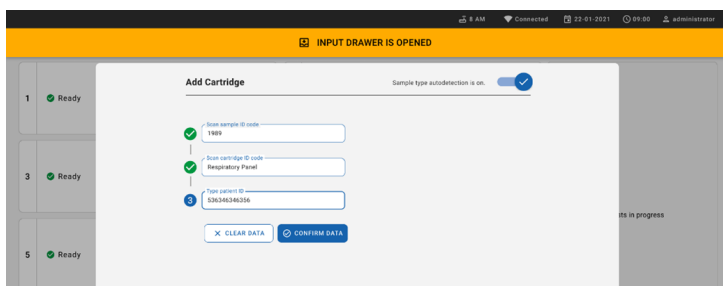 8 AM Connected 22-01-2021 09:00 administrator
INPUT DRAWER IS OPENED
Add Cartridge
Sample type autodetection is on.
1 Ready
Scan sample ID code
1989
Scan cartridge ID code
Respiratory Panel
3 Ready
Type patient ID
3 536346346356
sts in progress
CLEAR DATA
CONFIRM DATA
5 Ready